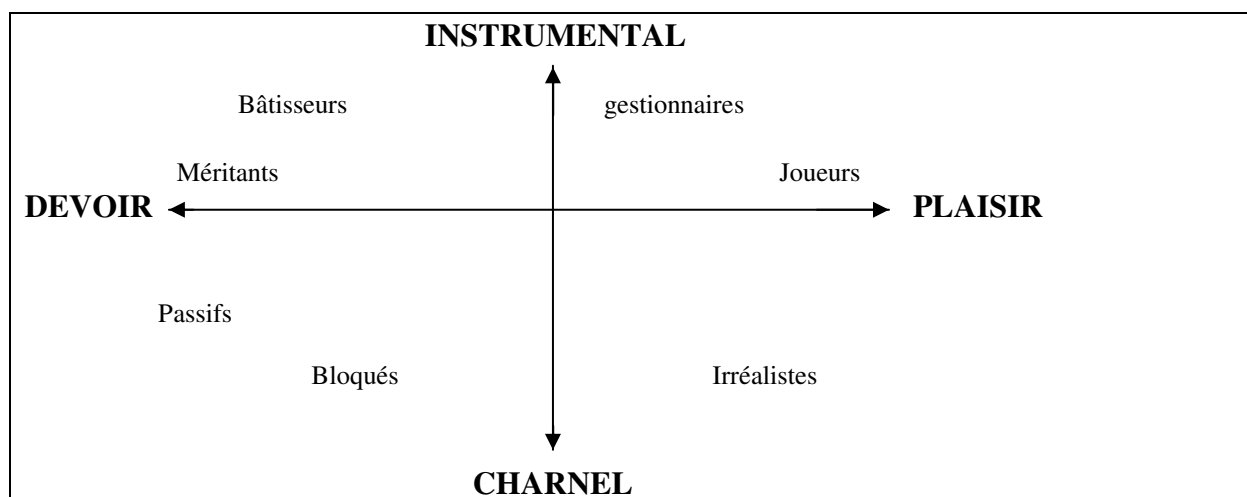 INSTRUMENTAL
Bâtisseurs gestionnaires
Méritants Joueurs
DEVOIR PLAISIR
Passifs
Bloqués Irréalistes
CHARNEL